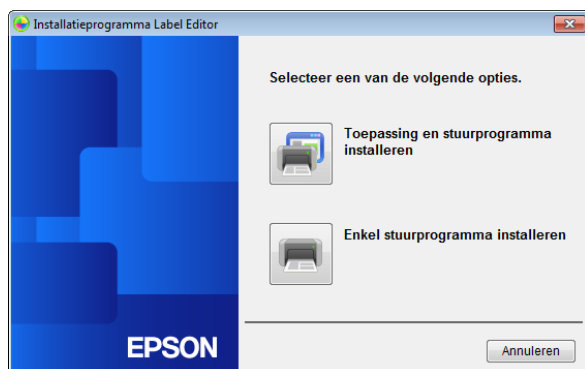 Installatieprogramma Label Editor
Selecteer een van de volgende opties.
Toepassing en stuurprogramma
installeren
Enkel stuurprogramma installeren
EPSON
Annuleren